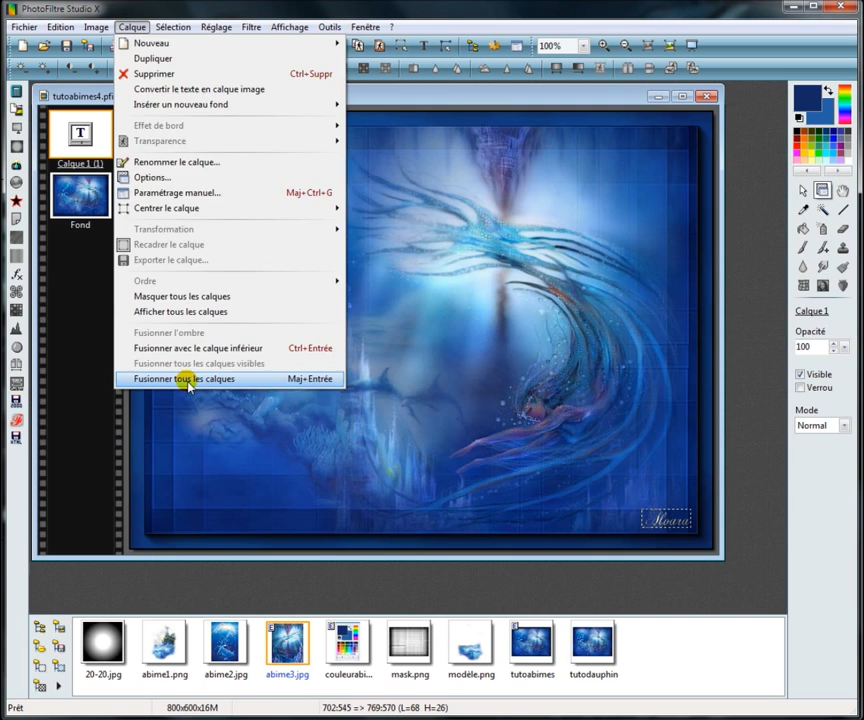 PhotoFiltre Studio X
Fichier Edition Image Calque Sélection Réglage Filtre Affichage Outils Fenêtre ?
100%
Nouveau
Dupliquer
Supprimer Ctrl+Suppr
Convertir le texte en calque image
Insérer un nouveau fond
Effet de bord
Transparence
Renommer le calque...
Options...
Paramétrage manuel... Maj+Ctrl+G
Centrer le calque
Transformation
Recadrer le calque
Exporter le calque...
Ordre
Masquer tous les calques
Afficher tous les calques
Fusionner l'ombre
Fusionner avec le calque inférieur Ctrl+Entrée
Fusionner tous les calques visibles
Fusionner tous les calques Maj+Entrée
tutoabimes4.pfi
T
Calque 1 (1)
Fond
Calque 1
Opacité
100
Visible
Verrou
Mode
Normal
20-20.jpg abime1.png abime2.jpg abime3.jpg couleurabi... mask.png modèle.png tutoabimes tutodauphin
Prêt 800x600x16M 702:545 => 769:570 (L=68 H=26)